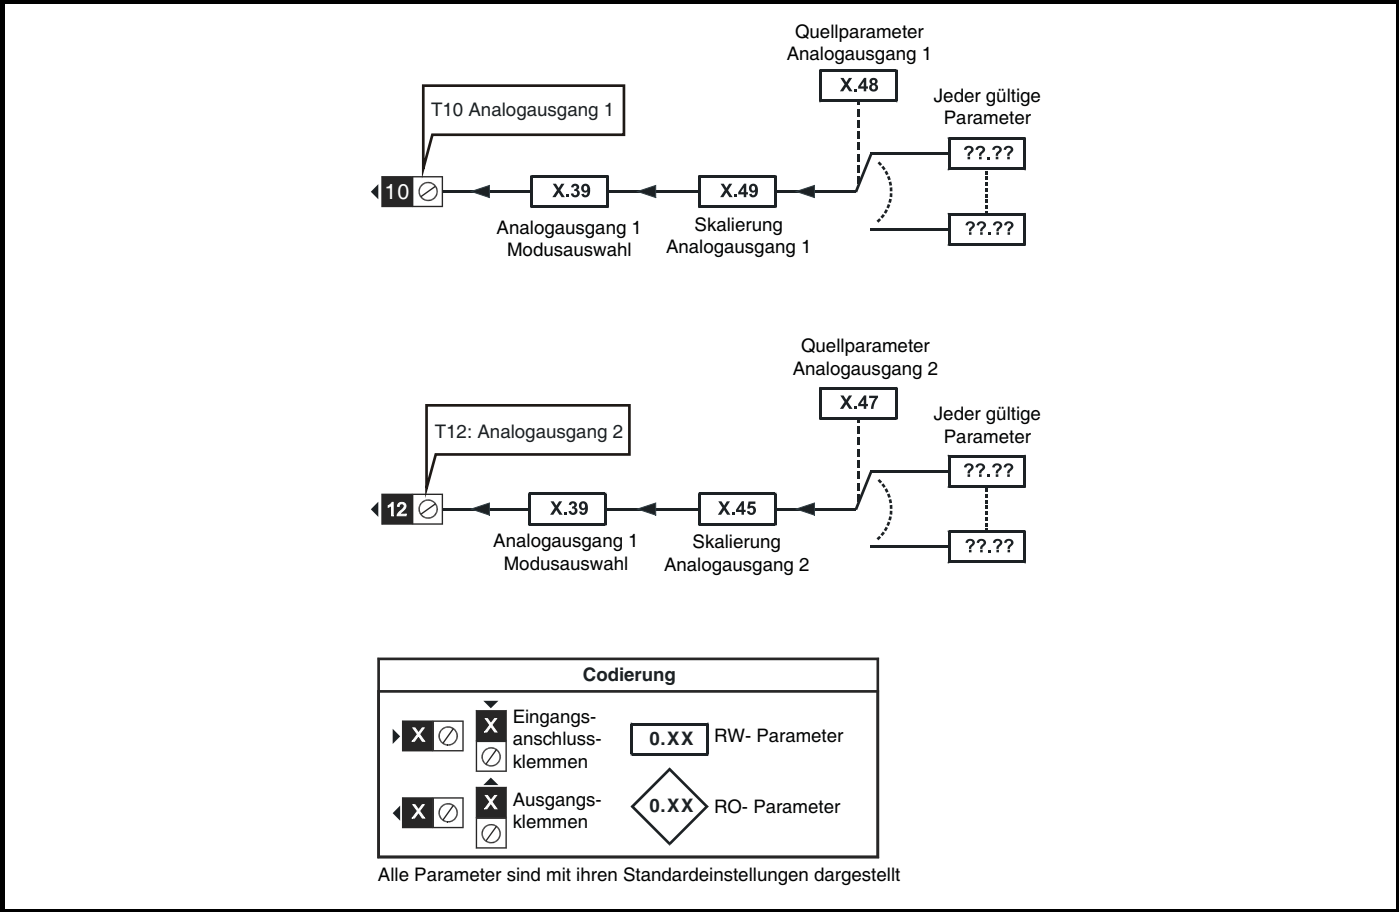 Quellparameter
Analogausgang 1
X.48
Jeder gültige
Parameter
T10 Analogausgang 1
??.??
10
X.39
X.49
??.??
Analogausgang 1
Modusauswahl
Skalierung
Analogausgang 1
Quellparameter
Analogausgang 2
X.47
Jeder gültige
Parameter
T12: Analogausgang 2
??.??
12
X.39
X.45
??.??
Analogausgang 1
Modusauswahl
Skalierung
Analogausgang 2
Codierung
X
X
Eingangs-
anschluss-
klemmen
0.XX
RW- Parameter
X
X
Ausgangs-
klemmen
0.XX
RO- Parameter
Alle Parameter sind mit ihren Standardeinstellungen dargestellt